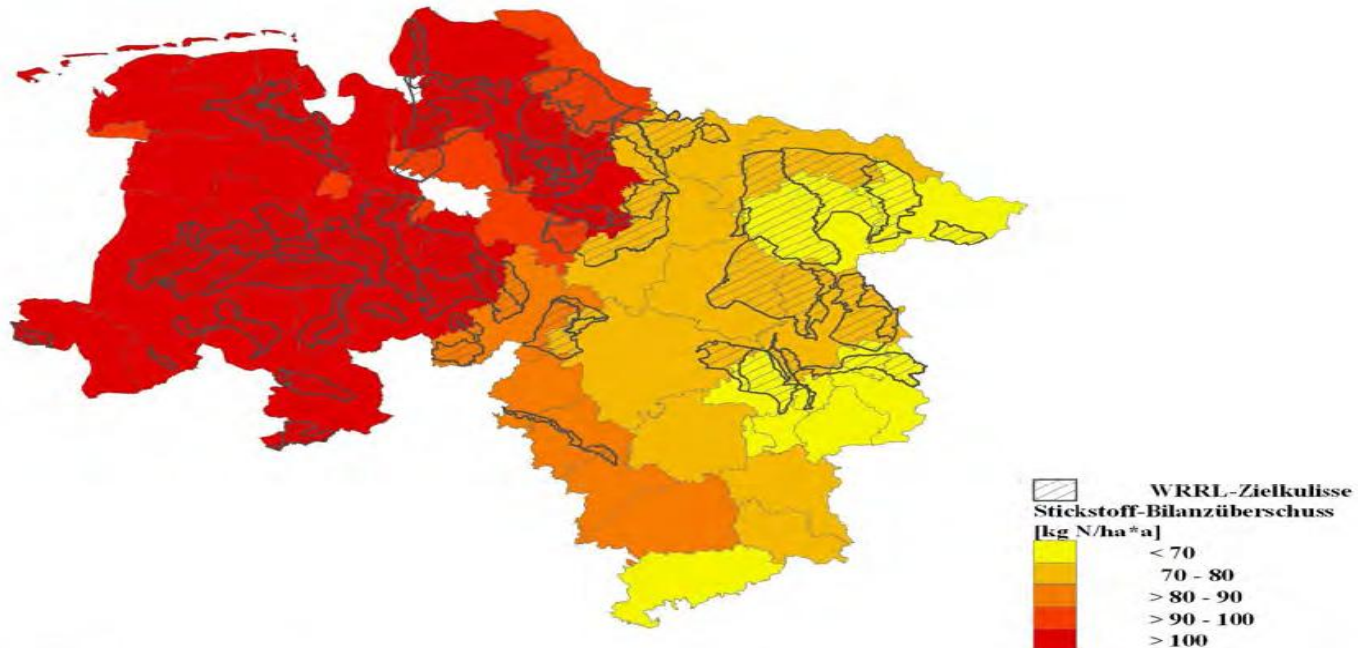 WRRL-Zielkulisse
Stickstoff-Bilanzüberschuss
[kg N/ha*a]
< 70
70 - 80
> 80 - 90
> 90 - 100
> 100